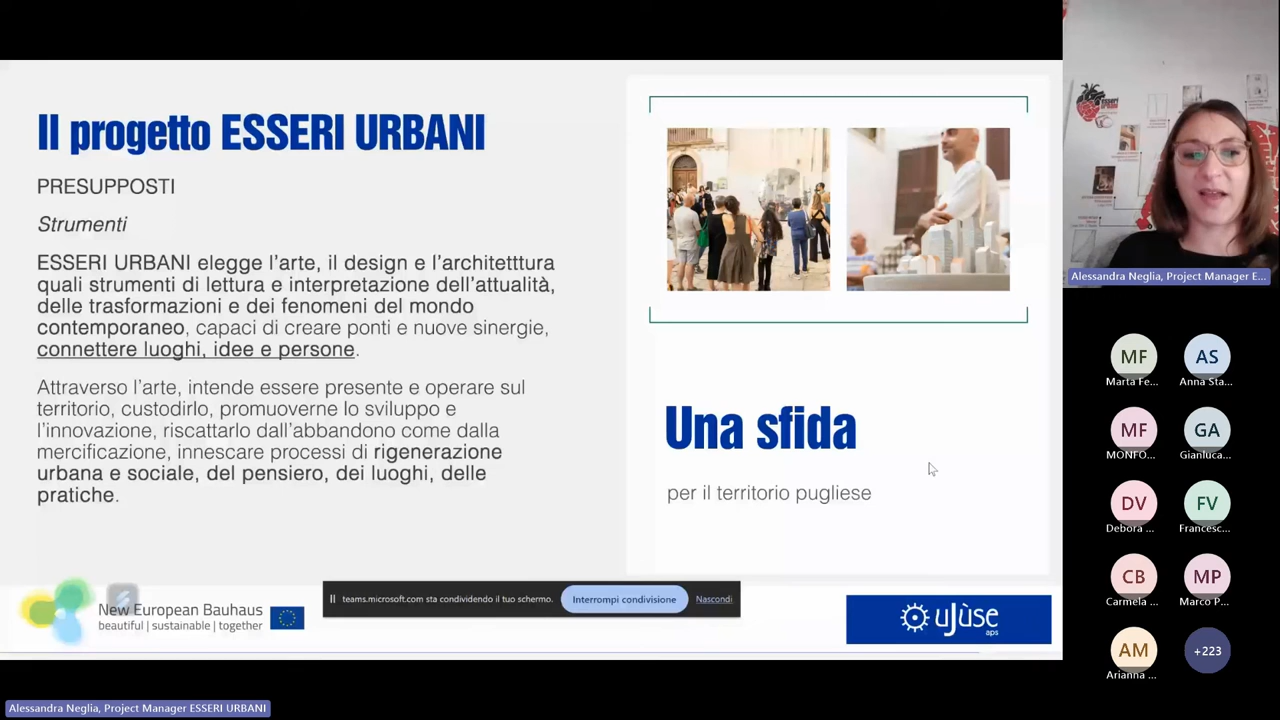 Il progetto ESSERI URBANI
PRESUPPOSTI
Strumenti
ESSERI URBANI elegge l'arte, il design e l'architetttura
quali strumenti di lettura e interpretazione dell'attualità,
delle trasformazioni e dei fenomeni del mondo
contemporaneo, capaci di creare ponti e nuove sinergie,
connettere luoghi, idee e persone.
Attraverso l'arte, intende essere presente e operare sul
territorio, custodirlo, promuoverne lo sviluppo e
l'innovazione, riscattarlo dall'abbandono come dalla
mercificazione, innescare processi di rigenerazione
urbana e sociale, del pensiero, dei luoghi, delle
pratiche.
Una sfida
per il territorio pugliese
New European Bauhaus
beautiful | sustainable | together
teams.microsoft.com sta condividendo il tuo schermo.
Interrompi condivisione
Nascondi
uJùse
aps
Alessandra Neglia, Project Manager E...
MF
Marta Fe...
AS
Anna Sta...
MF
MONFO...
GA
Gianluca...
DV
Debora ...
FV
Francesc...
CB
Carmela ...
MP
Marco P...
AM
Arianna ...
+223
Alessandra Neglia, Project Manager ESSERI URBANI